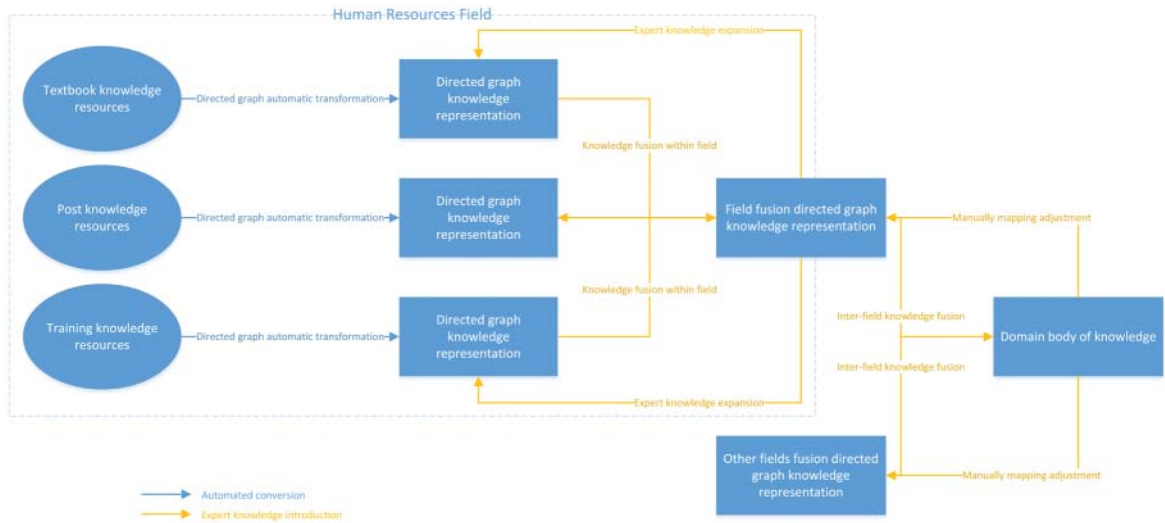 Human Resources Field
Expert knowledge expansion
Textbook knowledge
resources
Directed graph automatic transformation
Directed graph
knowledge
representation
Knowledge fusion within field
Post knowledge
resources
Directed graph automatic transformation
Directed graph
knowledge
representation
Field fusion directed graph
knowledge representation
Manually mapping adjustment
Knowledge fusion within field
Training knowledge
resources
Directed graph automatic transformation
Directed graph
knowledge
representation
Inter-field knowledge fusion
Domain body of knowledge
Inter-field knowledge fusion
Expert knowledge expansion
Other fields fusion directed
graph knowledge
representation
Manually mapping adjustment
Automated conversion
Expert knowledge introduction